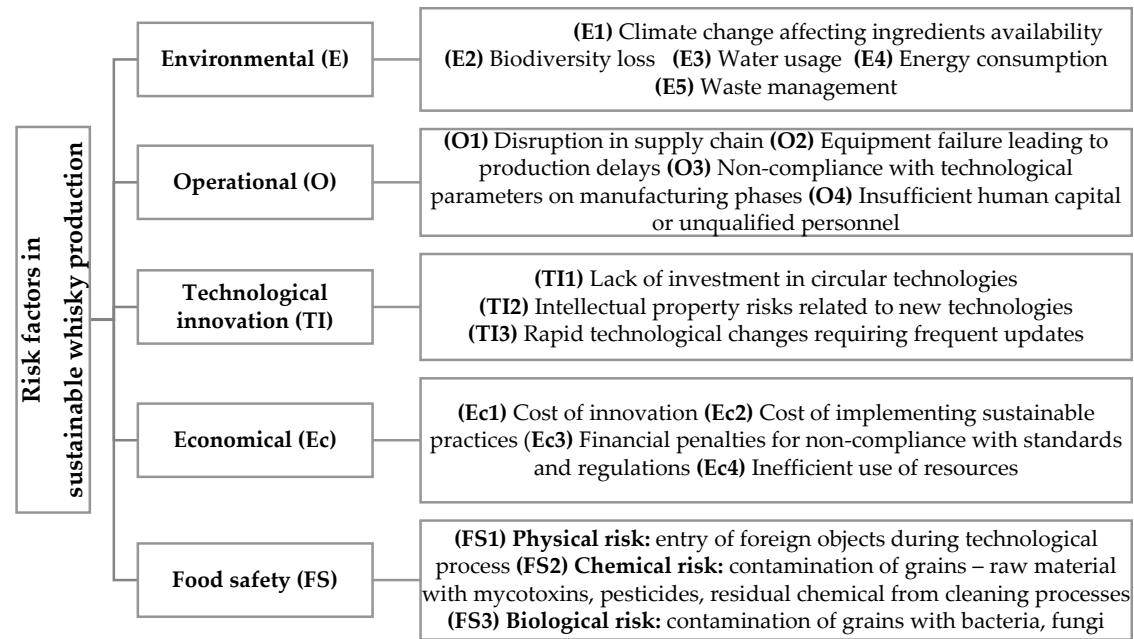 Risk factors in
sustainable whisky production
Environmental (E)
(E1) Climate change affecting ingredients availability
(E2) Biodiversity loss (E3) Water usage (E4) Energy consumption
(E5) Waste management
Operational (O)
(O1) Disruption in supply chain (O2) Equipment failure leading to
production delays (O3) Non-compliance with technological
parameters on manufacturing phases (O4) Insufficient human capital
or unqualified personnel
Technological
innovation (TI)
(TI1) Lack of investment in circular technologies
(TI2) Intellectual property risks related to new technologies
(TI3) Rapid technological changes requiring frequent updates
Economical (Ec)
(Ec1) Cost of innovation (Ec2) Cost of implementing sustainable
practices (Ec3) Financial penalties for non-compliance with standards
and regulations (Ec4) Inefficient use of resources
Food safety (FS)
(FS1) Physical risk: entry of foreign objects during technological
process (FS2) Chemical risk: contamination of grains – raw material
with mycotoxins, pesticides, residual chemical from cleaning processes
(FS3) Biological risk: contamination of grains with bacteria, fungi